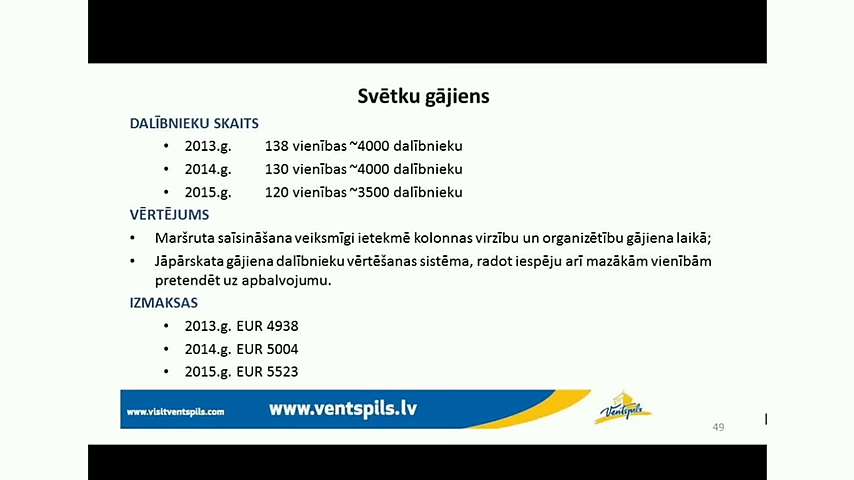 Svētku gājiens
DALĪBNIEKU SKAITS
• 2013.g. 138 vienības ~4000 dalībnieku
• 2014.g. 130 vienības ~4000 dalībnieku
• 2015.g. 120 vienības ~3500 dalībnieku
VĒRTĒJUMS
• Maršruta saīsināšana veiksmīgi ietekmē kolonnas virzību un organizētību gājiena laikā;
• Jāpārskata gājiena dalībnieku vērtēšanas sistēma, radot iespēju arī mazākām vienībām
pretendēt uz apbalvojumu.
IZMAKSAS
• 2013.g. EUR 4938
• 2014.g. EUR 5004
• 2015.g. EUR 5523
www.visitventspils.com www.ventspils.lv Ventspils
49